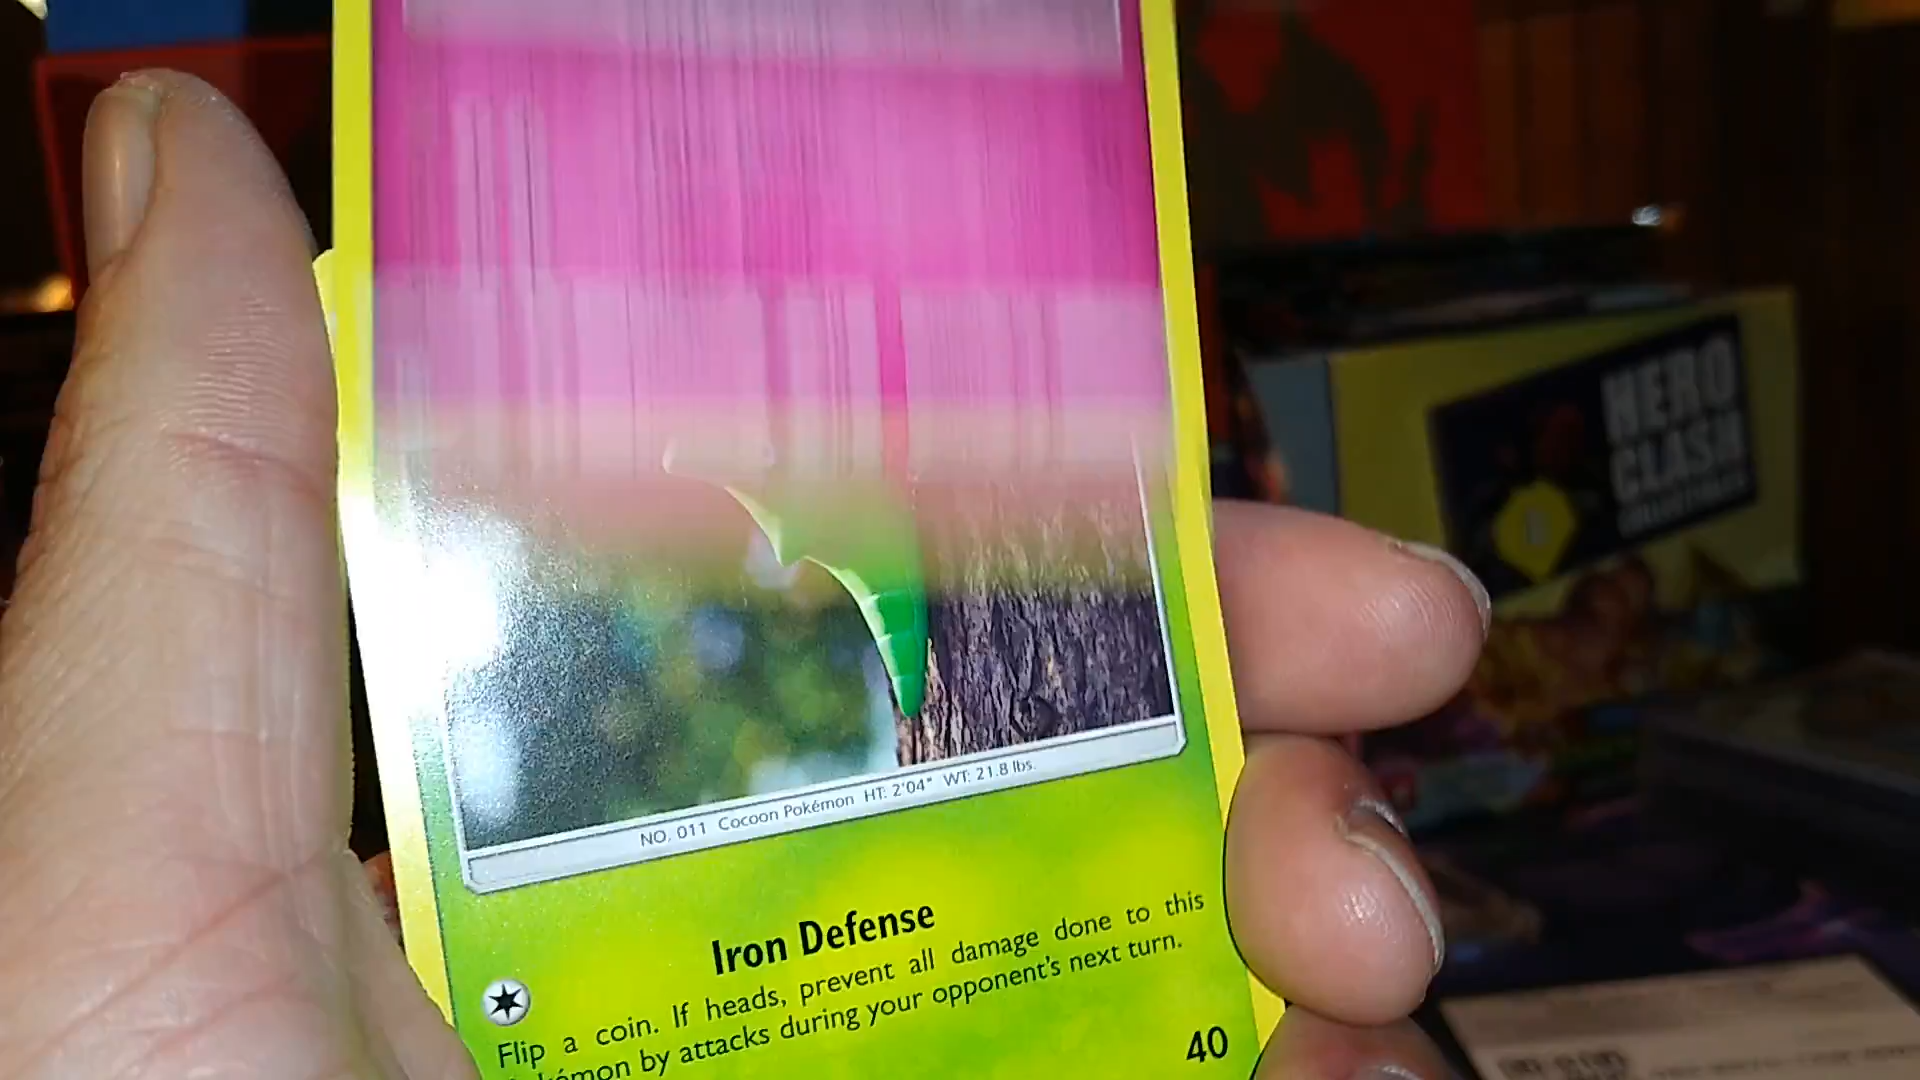 HERO
CLASH
NO. 011 Cocoon Pokémon HT: 2'04" WT: 21.8 lbs.
Iron Defense
Flip a coin. If heads, prevent all damage done to this
Pokémon by attacks during your opponent's next turn.
40